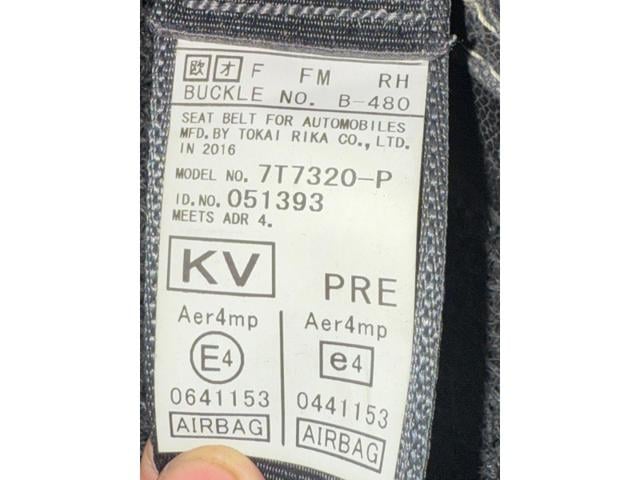 欧 オ F FM RH
BUCKLE NO. B-480
SEAT BELT FOR AUTOMOBILES
MFD. BY TOKAI RIKA CO., LTD.
IN 2016
MODEL NO. 7T7320-P
ID. NO. 051393
MEETS ADR 4.
KV
PRE
Aer4mp
E4
0641153
AIRBAG
Aer4mp
e4
0441153
AIRBAG